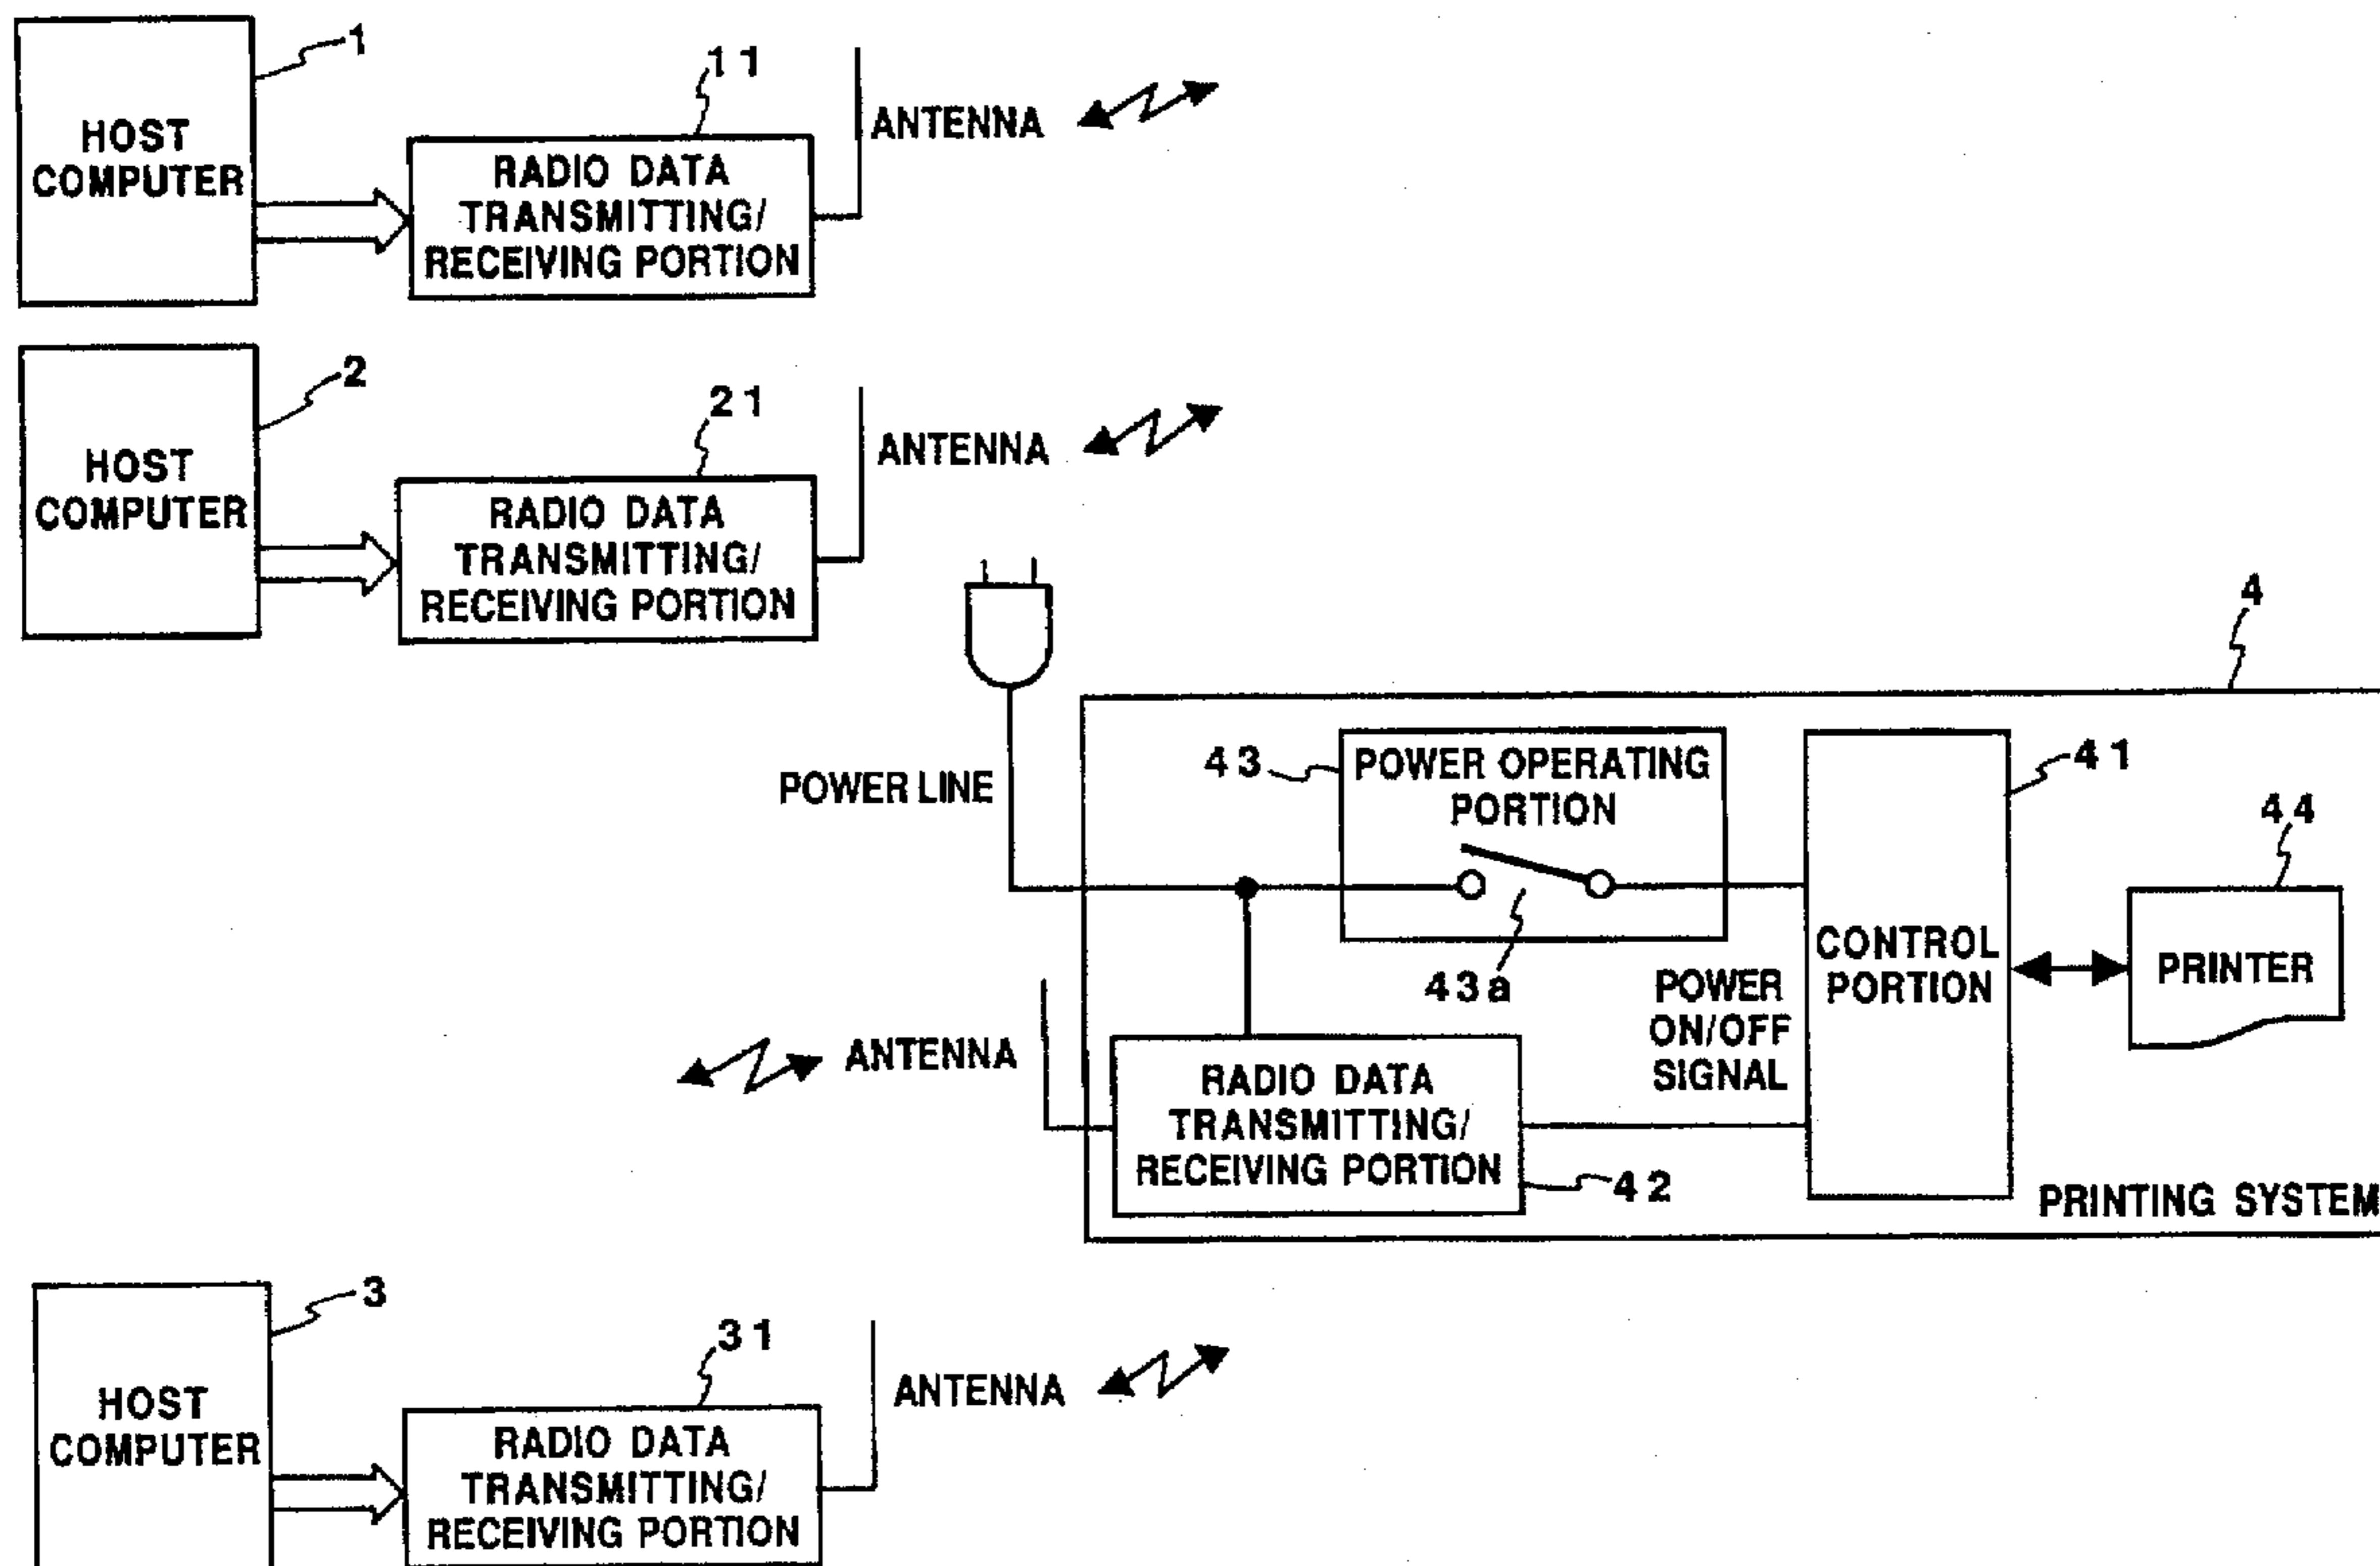 1
HOST
COMPUTER
11
RADIO DATA
TRANSMITTING/
RECEIVING PORTION
ANTENNA
2
HOST
COMPUTER
21
RADIO DATA
TRANSMITTING/
RECEIVING PORTION
ANTENNA
4
POWER LINE
43
POWER OPERATING
PORTION
43a
41
CONTROL
PORTION
44
PRINTER
POWER
ON/OFF
SIGNAL
ANTENNA
RADIO DATA
TRANSMITTING/
RECEIVING PORTION
42
PRINTING SYSTEM
3
HOST
COMPUTER
31
RADIO DATA
TRANSMITTING/
RECEIVING PORTION
ANTENNA